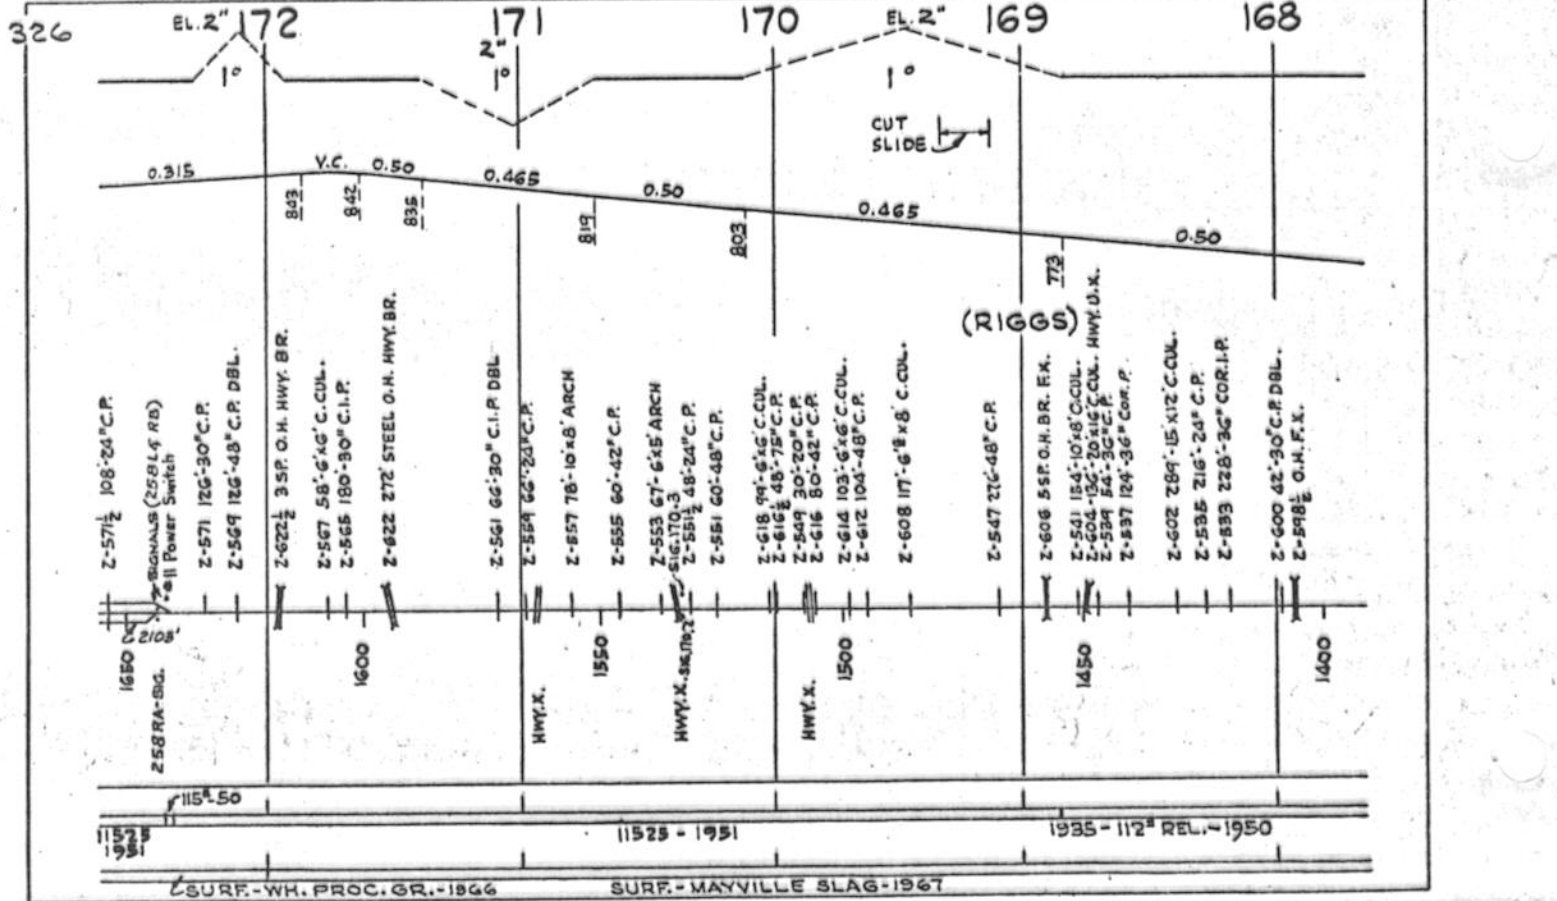 326
EL. 2"
172
171
170
EL. 2"
169
168
2"
1°
1°
1°
CUT
SLIDE
0.315
V.C.
0.50
0.465
0.50
0.465
0.50
843
842
835
819
803
773
(RIGGS)
Z-571½ 108'-24" C.P.
SIGNALS (258 L & RB)
all Power Switch
Z-571 126'-30" C.P.
Z-569 126'-48" C.P. DBL.
Z-622½ 3 SP. O.H. HWY. BR.
Z-567 58'-6'X6' C. CUL.
Z-565 180'-30" C.I.P.
Z-622 272' STEEL O.H. HWY. BR.
Z-561 66'-30" C.I.P. DBL
Z-559 66'-24" C.P.
Z-557 78'-10'X8' ARCH
Z-555 60'-42" C.P.
Z-553 67'-6'X5' ARCH
SIG. 170.3
Z-551½ 48'-24" C.P.
Z-551 60'-48" C.P.
Z-618 99'-6'X6' C. CUL.
Z-616½ 48'-75" C.P.
Z-549 30'-20" C.P.
Z-616 80'-42" C.P.
Z-614 103'-6'X6' C. CUL.
Z-612 104'-48" C.P.
Z-608 117'-6'X8' C. CUL.
Z-547 276'-48" C.P.
Z-606 5 SP. O.H. BR. F.X.
Z-541 154'-10'X8' C. CUL.
Z-604-136'-20'X16' C. CUL. HWY. U.X.
Z-539 54'-36" C.P.
Z-537 124'-36" COR. P.
Z-602 289'-15'X12' C. CUL.
Z-535 216'-24" C.P.
Z-533 228'-36" COR. I.P.
Z-600 42'-30" C.P. DBL.
Z-598½ O.H. F.X.
2103'
1650
258RA-SIG.
1600
HWY. X.
1550
HWY. X. SIG. 170.2
HWY. X.
1500
1450
1400
115#-50
11525
1951
11525 - 1951
1935 - 112# REL. - 1950
SURF. - WH. PROC. GR. - 1966
SURF. - MAYVILLE SLAG - 1967